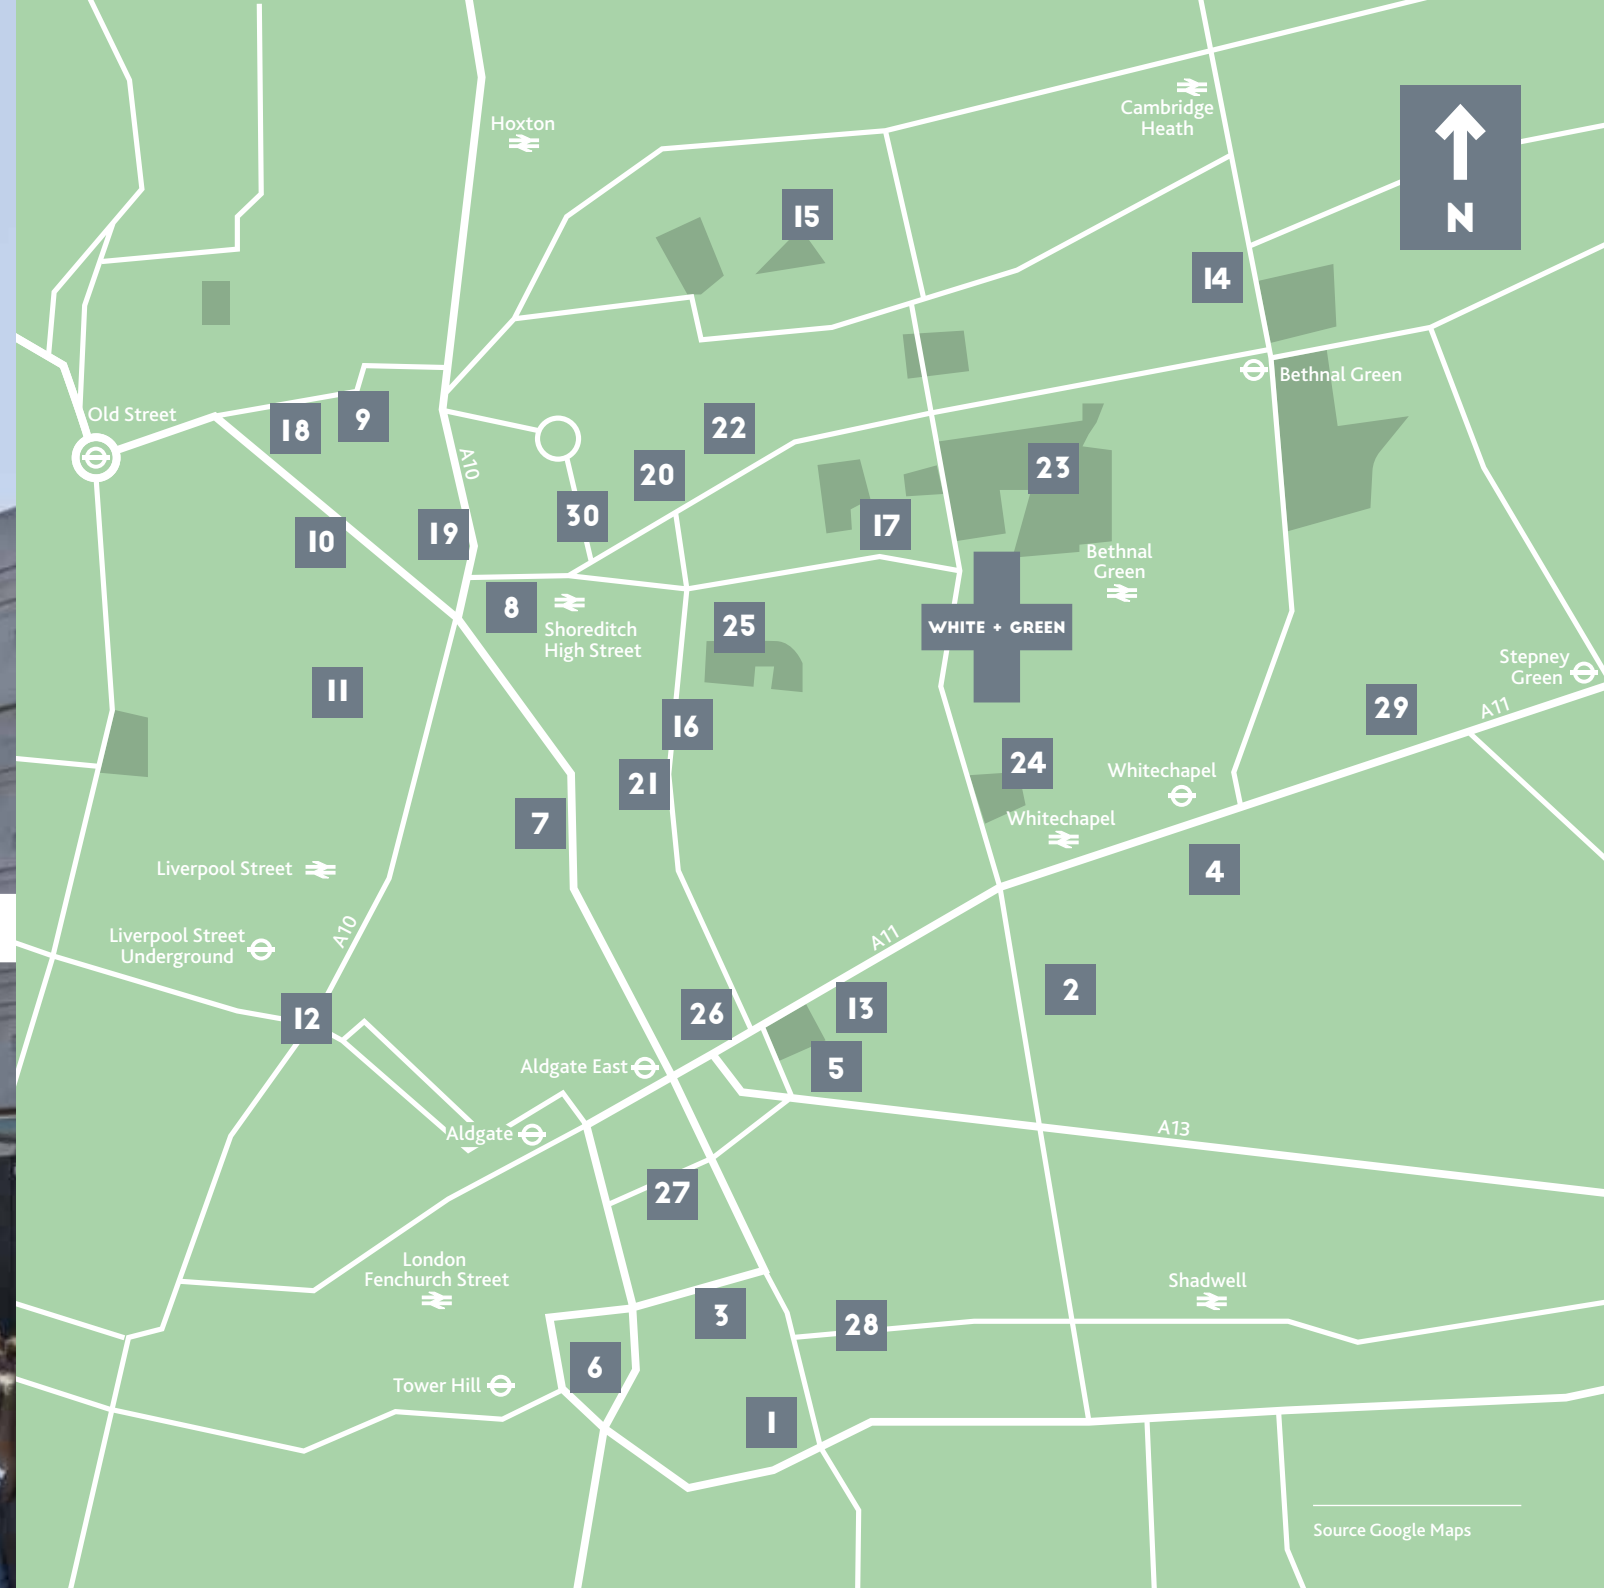 Hoxton
Cambridge
Heath
N
15
14
Bethnal Green
Old Street
18
9
22
A10
20
23
30
17
19
10
Bethnal
Green
8
Shoreditch
High Street
25
WHITE + GREEN
Stepney
Green
11
29
A11
16
24
Whitechapel
21
7
Whitechapel
Liverpool Street
4
A10
Liverpool Street
Underground
A11
2
12
26
13
Aldgate East
5
Aldgate
A13
27
London
Fenchurch Street
Shadwell
3
28
6
Tower Hill
1
Source Google Maps